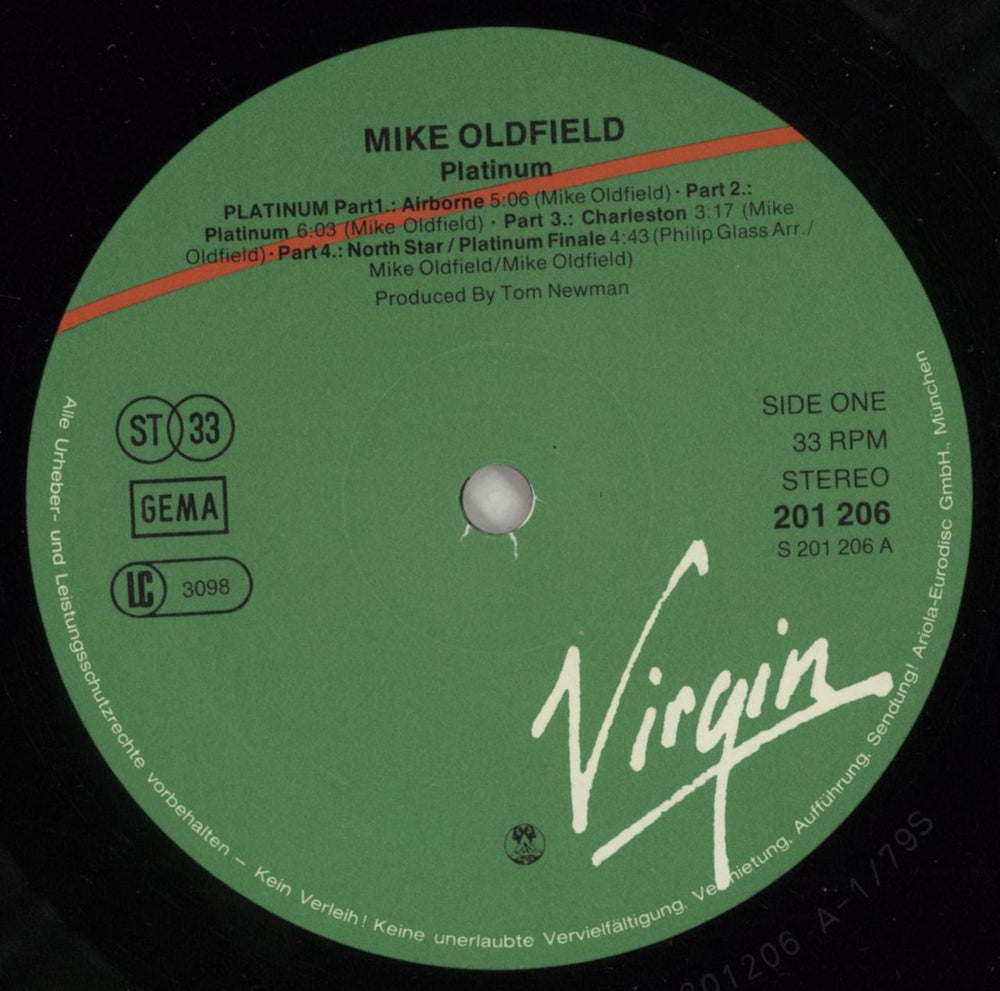 MIKE OLDFIELD
Platinum
PLATINUM Part1.: Airborne 5:06 (Mike Oldfield) · Part 2.:
Platinum 6:03 (Mike Oldfield) · Part 3.: Charleston 3:17 (Mike
Oldfield) · Part 4.: North Star / Platinum Finale 4:43 (Philip Glass Arr./
Mike Oldfield/Mike Oldfield)
Produced By Tom Newman
ST 33
GEMA
LC 3098
SIDE ONE
33 RPM
STEREO
201 206
S 201 206 A
Virgin
Alle Urheber- und Leistungsschutzrechte vorbehalten – Kein Verleih! Keine unerlaubte Vervielfältigung, Vermietung, Aufführung, Sendung! Ariola-Eurodisc GmbH., München
201206 A-1/79S